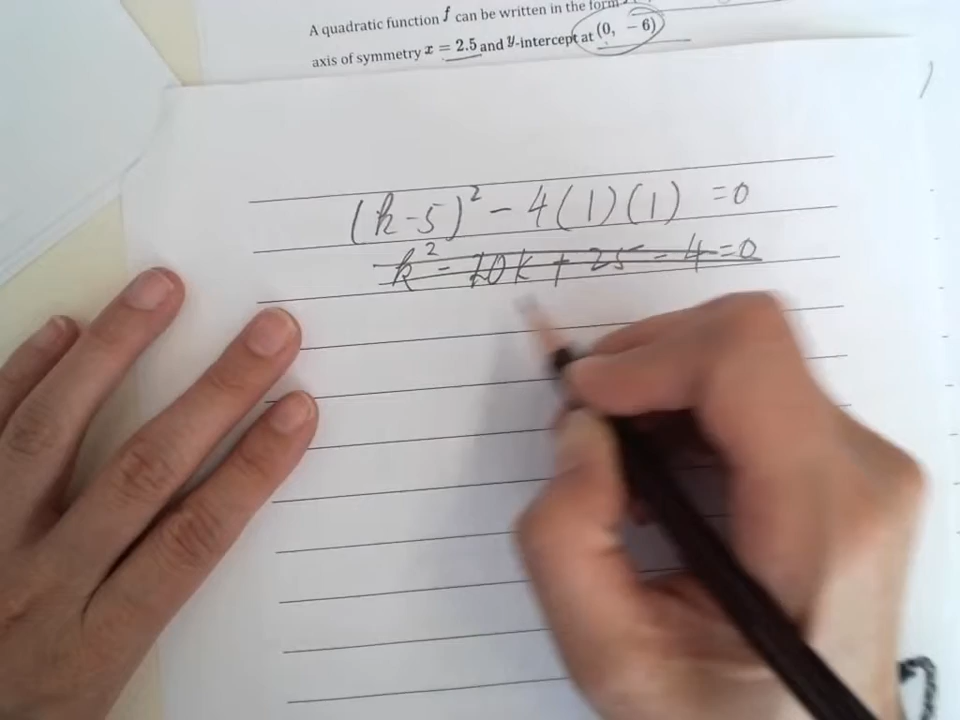 A quadratic function f can be written in the form
axis of symmetry x = 2.5 and y-intercept at (0, −6)
(k-5)² - 4(1)(1) =0
k² - 10k + 25 - 4=0